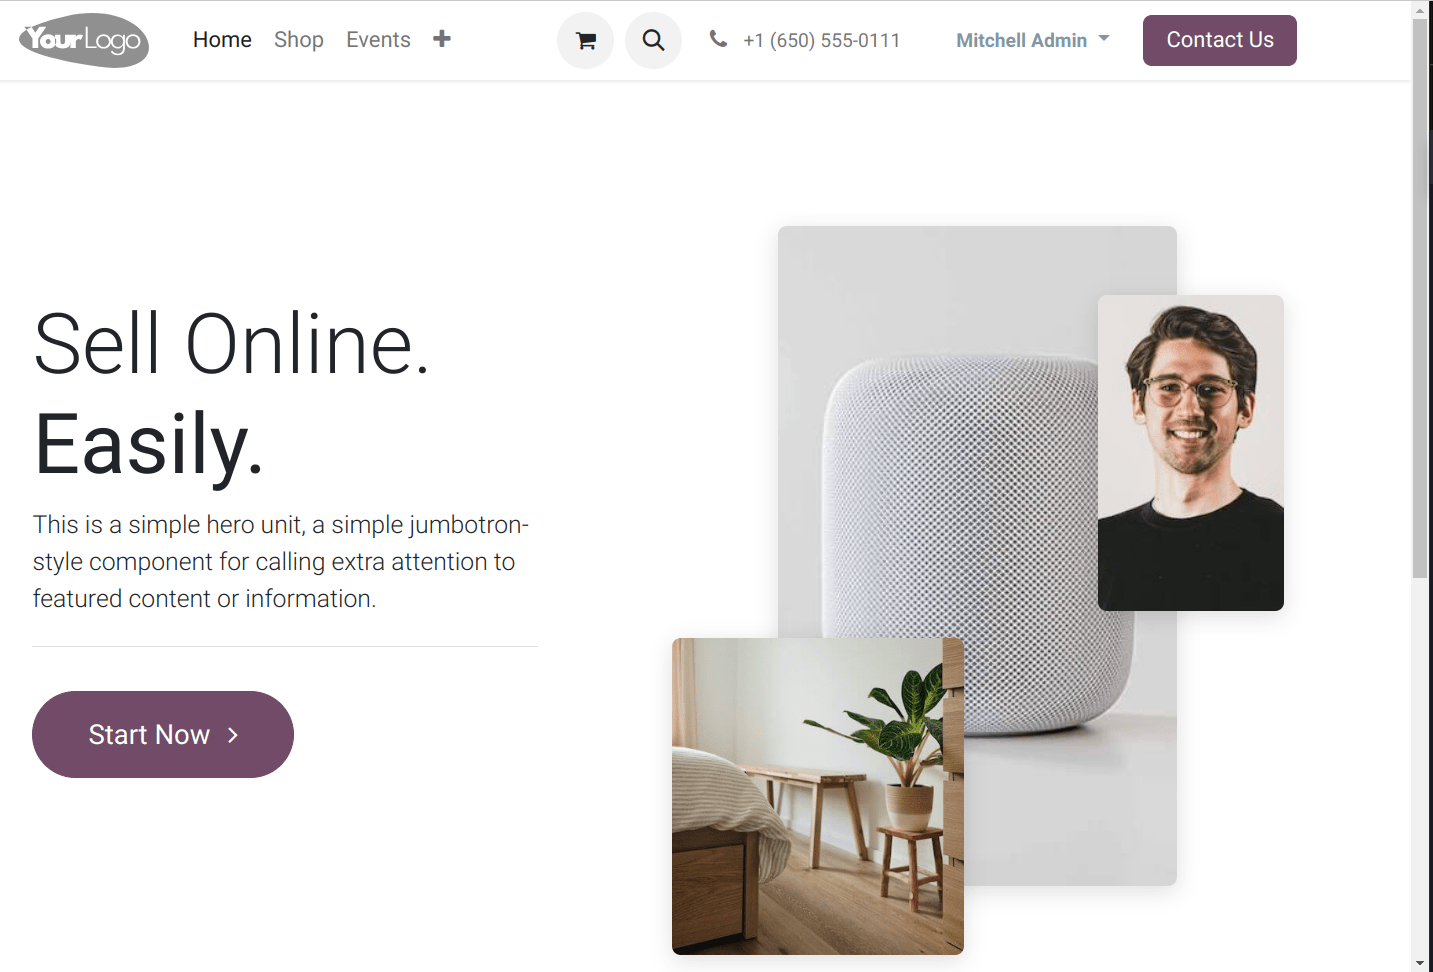 YourLogo
Home Shop Events
+1 (650) 555-0111
Mitchell Admin
Contact Us
Sell Online.
Easily.
This is a simple hero unit, a simple jumbotron-
style component for calling extra attention to
featured content or information.
Start Now